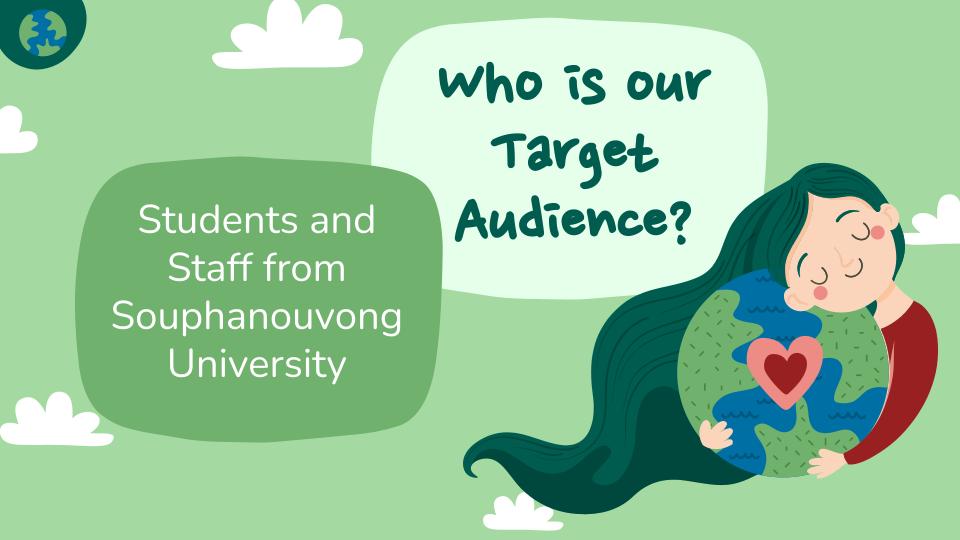 Who is our
Target
Audience?
Students and
Staff from
Souphanouvong
University